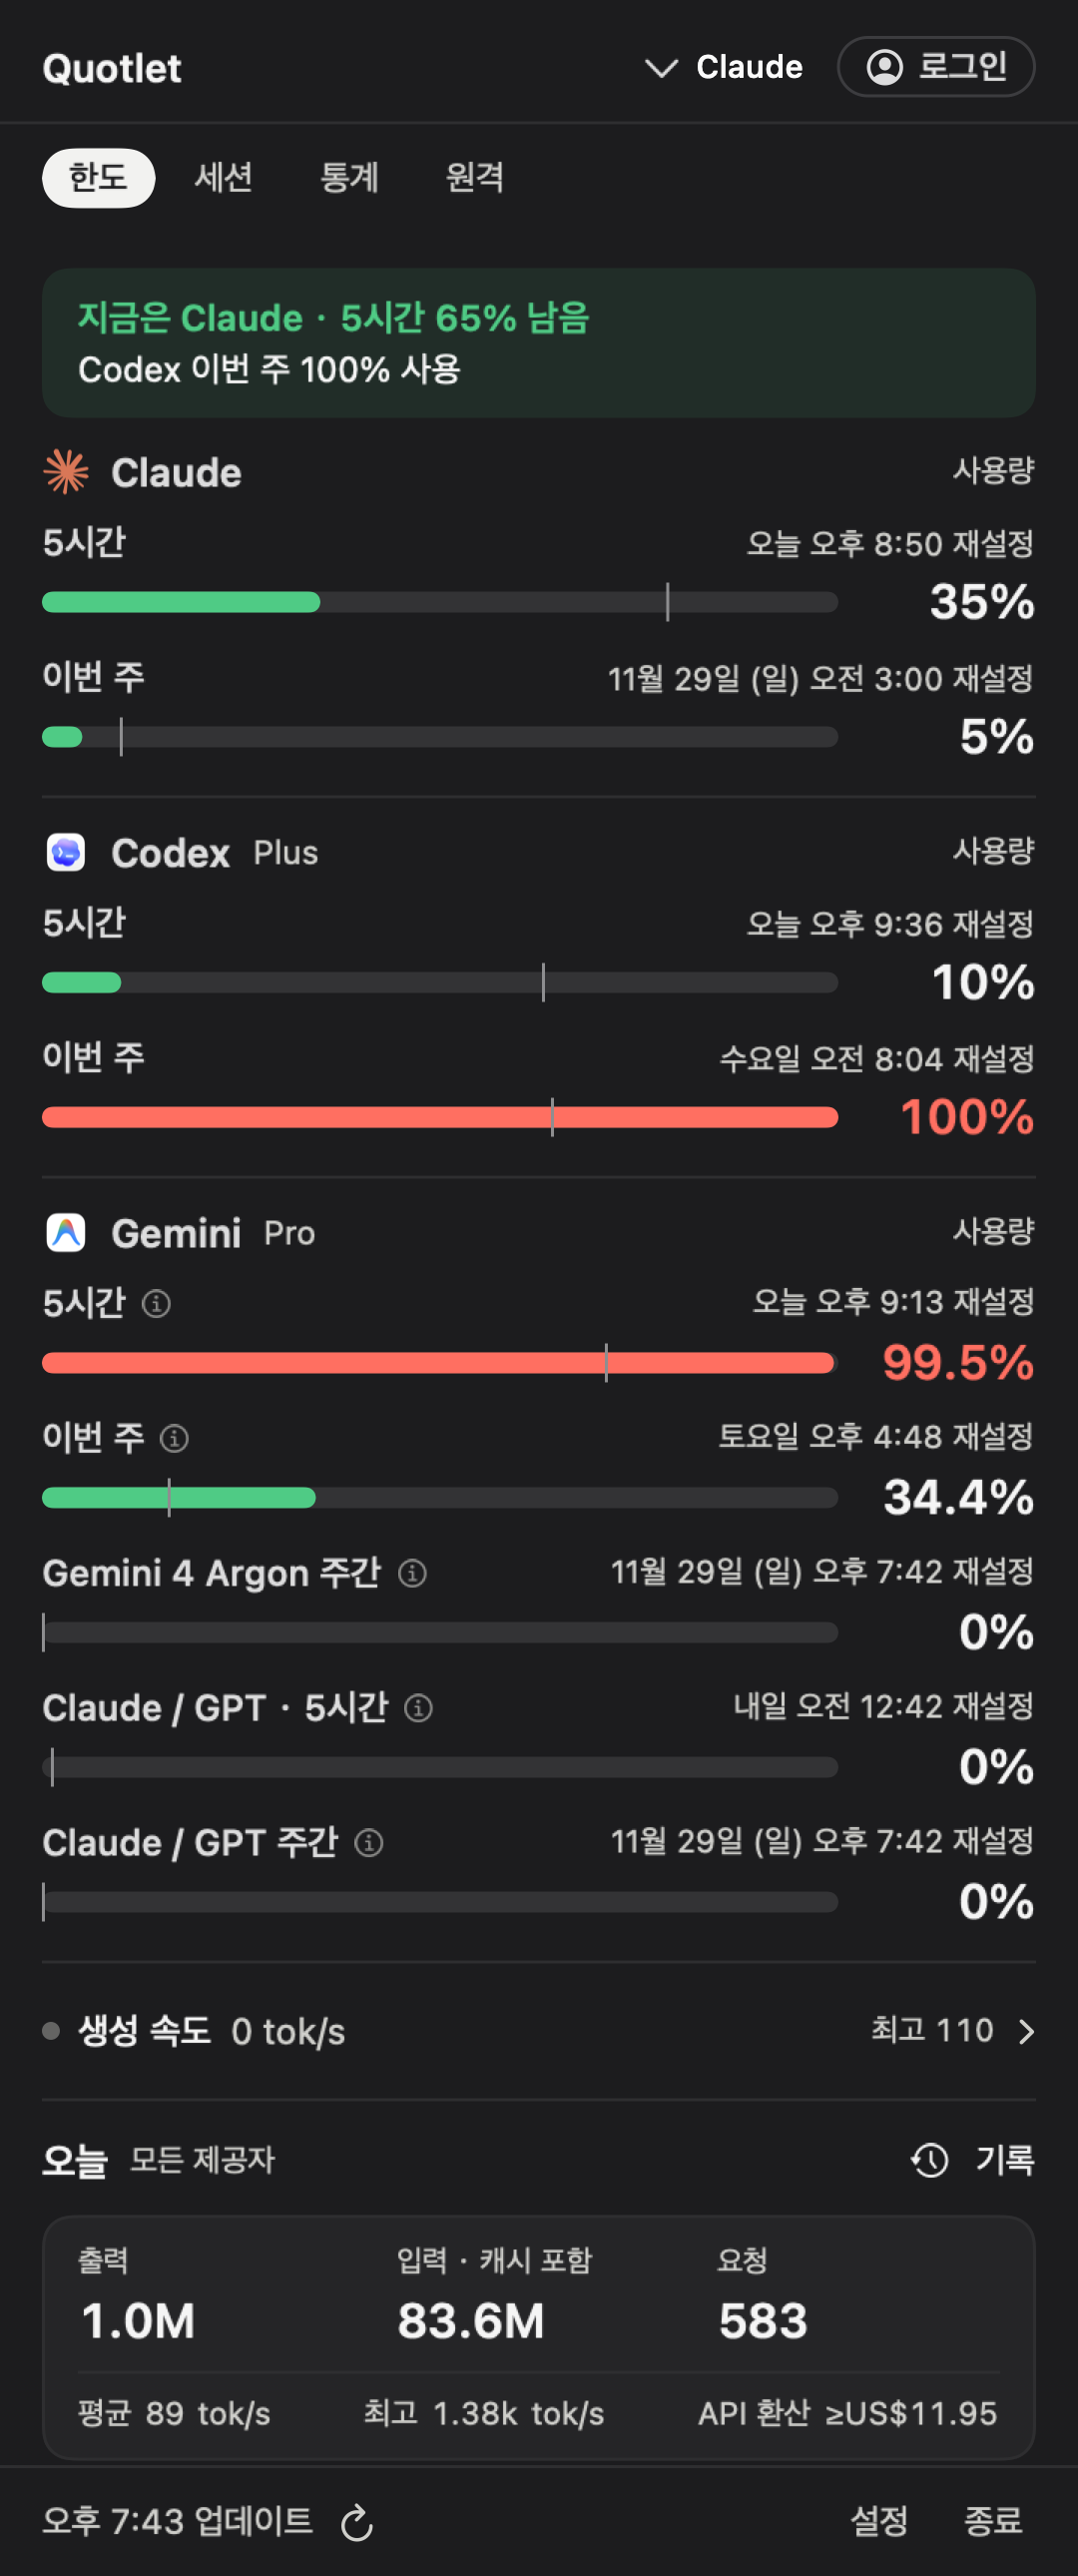 Quotlet
Claude
로그인
한도 세션 통계 원격
지금은 Claude · 5시간 65% 남음
Codex 이번 주 100% 사용
Claude 사용량
5시간 오늘 오후 8:50 재설정
35%
이번 주 11월 29일 (일) 오전 3:00 재설정
5%
Codex Plus 사용량
5시간 오늘 오후 9:36 재설정
10%
이번 주 수요일 오전 8:04 재설정
100%
Gemini Pro 사용량
5시간 오늘 오후 9:13 재설정
99.5%
이번 주 토요일 오후 4:48 재설정
34.4%
Gemini 4 Argon 주간 11월 29일 (일) 오후 7:42 재설정
0%
Claude / GPT · 5시간 내일 오전 12:42 재설정
0%
Claude / GPT 주간 11월 29일 (일) 오후 7:42 재설정
0%
생성 속도 0 tok/s 최고 110
오늘 모든 제공자 기록
출력 입력 · 캐시 포함 요청
1.0M 83.6M 583
평균 89 tok/s 최고 1.38k tok/s API 환산 ≥US$11.95
오후 7:43 업데이트 설정 종료